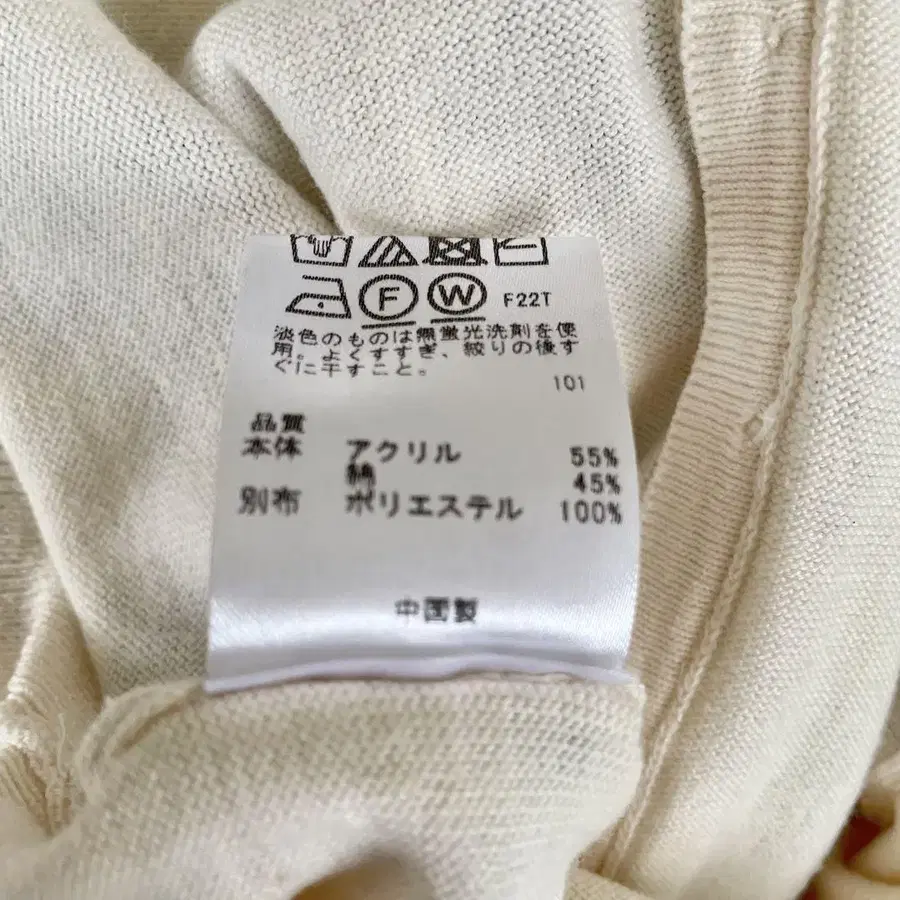 F W F22T
淡色のものは無蛍光洗剤を使
用。よくすすぎ、絞りの後す
ぐに干すこと。
101
品質
本体 アクリル 55%
綿 45%
別布 ポリエステル 100%
中国製